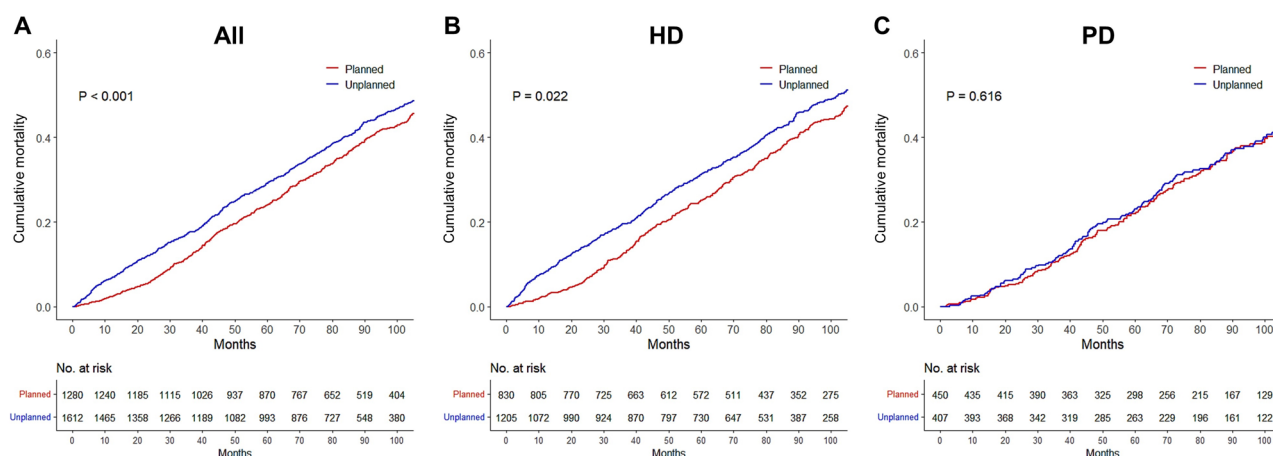 A All
0.6
0.4
0.2
0.0
Cumulative mortality
P < 0.001
Planned
Unplanned
0 10 20 30 40 50 60 70 80 90 100
Months
No. at risk
Planned 1280 1240 1185 1115 1026 937 870 767 652 519 404
Unplanned 1612 1465 1358 1266 1189 1082 993 876 727 548 380
0 10 20 30 40 50 60 70 80 90 100
Months
B HD
0.6
0.4
0.2
0.0
Cumulative mortality
P = 0.022
Planned
Unplanned
0 10 20 30 40 50 60 70 80 90 100
Months
No. at risk
Planned 830 805 770 725 663 612 572 511 437 352 275
Unplanned 1205 1072 990 924 870 797 730 647 531 387 258
0 10 20 30 40 50 60 70 80 90 100
Months
C PD
0.6
0.4
0.2
0.0
Cumulative mortality
P = 0.616
Planned
Unplanned
0 10 20 30 40 50 60 70 80 90 100
Months
No. at risk
Planned 450 435 415 390 363 325 298 256 215 167 129
Unplanned 407 393 368 342 319 285 263 229 196 161 122
0 10 20 30 40 50 60 70 80 90 100
Months